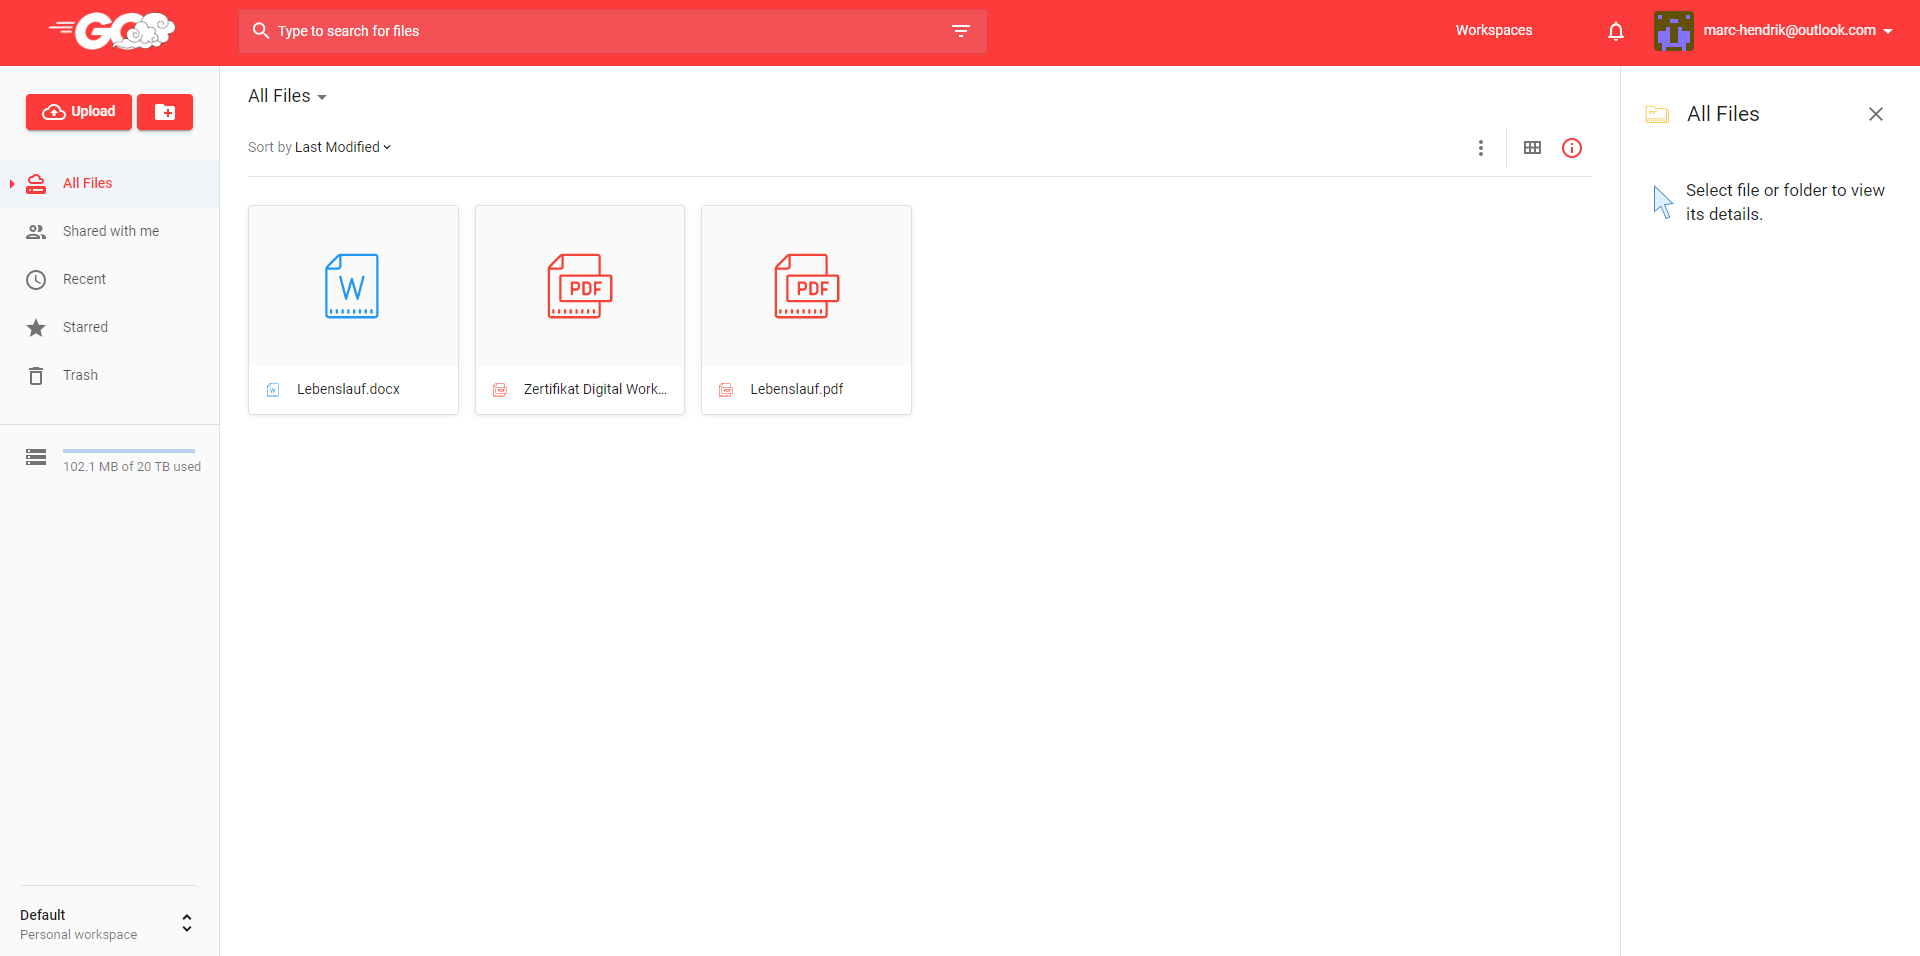 GO
Type to search for files
Workspaces
marc-hendrik@outlook.com
Upload
All Files
Shared with me
Recent
Starred
Trash
102.1 MB of 20 TB used
Default
Personal workspace
All Files
Sort by Last Modified
W
PDF
PDF
W Lebenslauf.docx
PDF Zertifikat Digital Work...
PDF Lebenslauf.pdf
All Files
Select file or folder to view
its details.